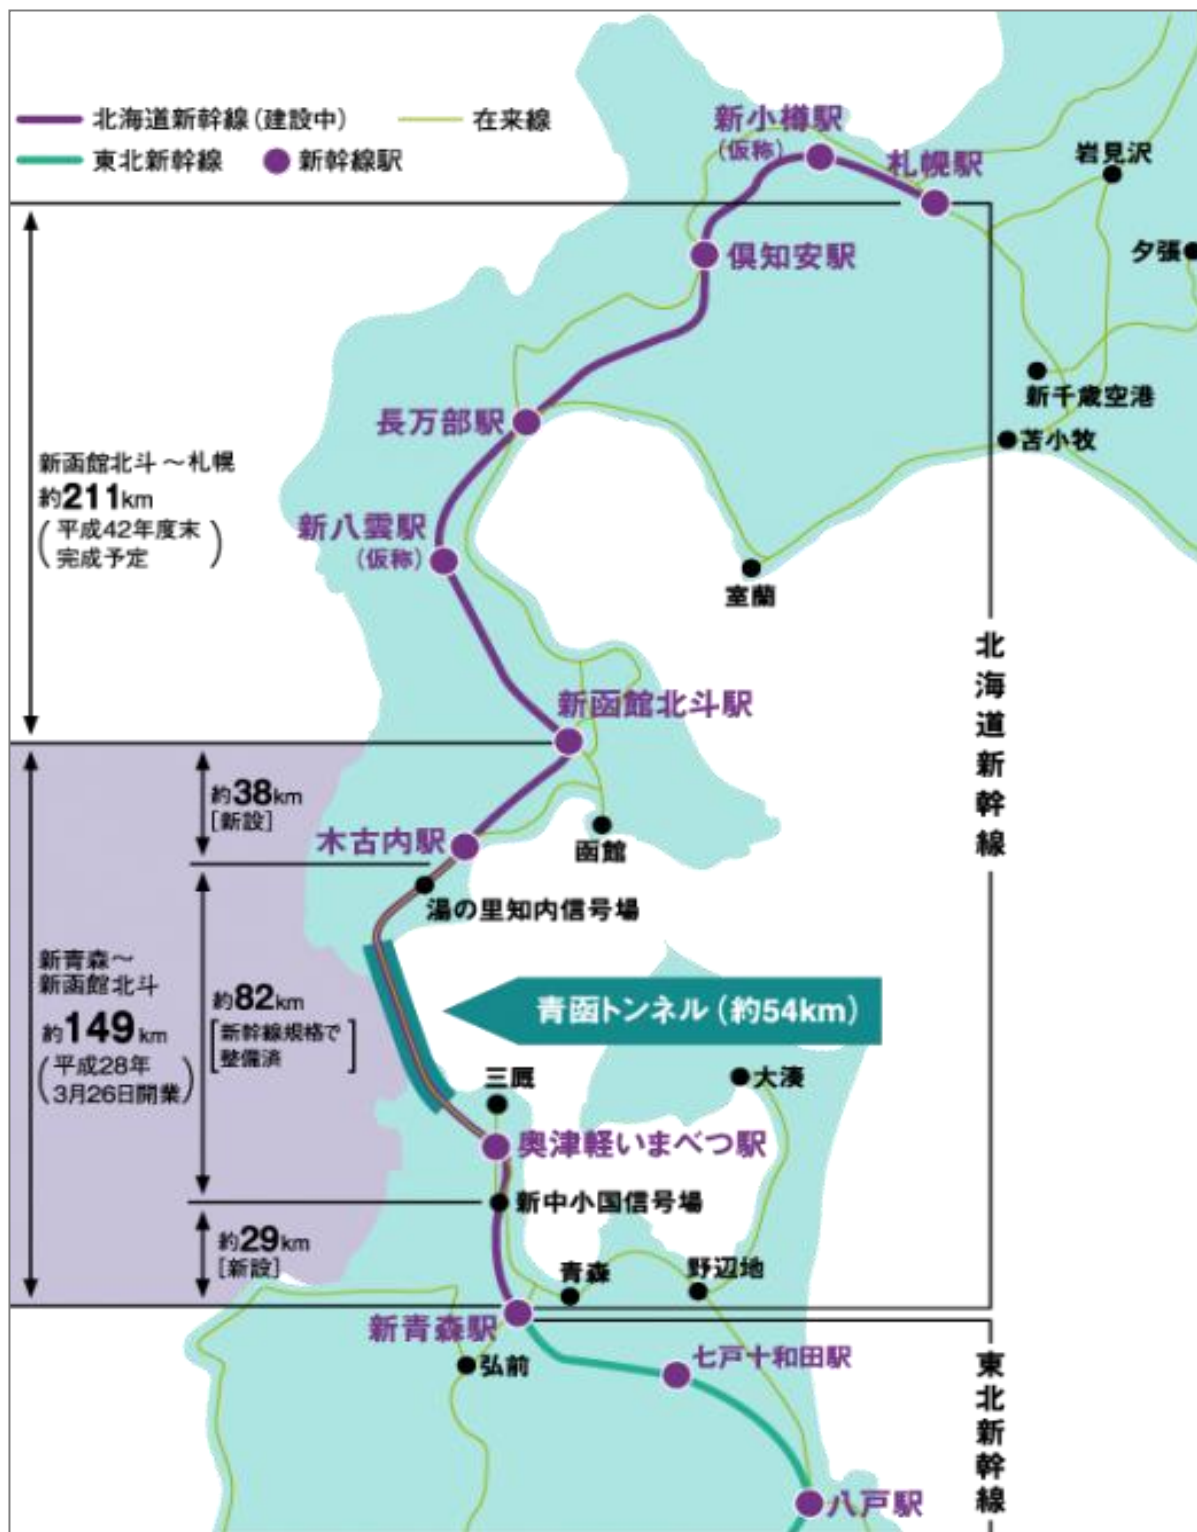 北海道新幹線(建設中)
在来線
東北新幹線
新幹線駅
新小樽駅
(仮称)
札幌駅
岩見沢
倶知安駅
夕張
新千歳空港
苫小牧
長万部駅
新函館北斗～札幌
約211km
(平成42年度末
完成予定)
新八雲駅
(仮称)
室蘭
北海道新幹線
新函館北斗駅
約38km
[新設]
木古内駅
函館
湯の里知内信号場
新青森～
新函館北斗
約149km
(平成28年
3月26日開業)
約82km
[新幹線規格で
整備済]
青函トンネル(約54km)
三厩
大湊
奥津軽いまべつ駅
新中小国信号場
約29km
[新設]
青森
野辺地
新青森駅
弘前
七戸十和田駅
東北新幹線
八戸駅